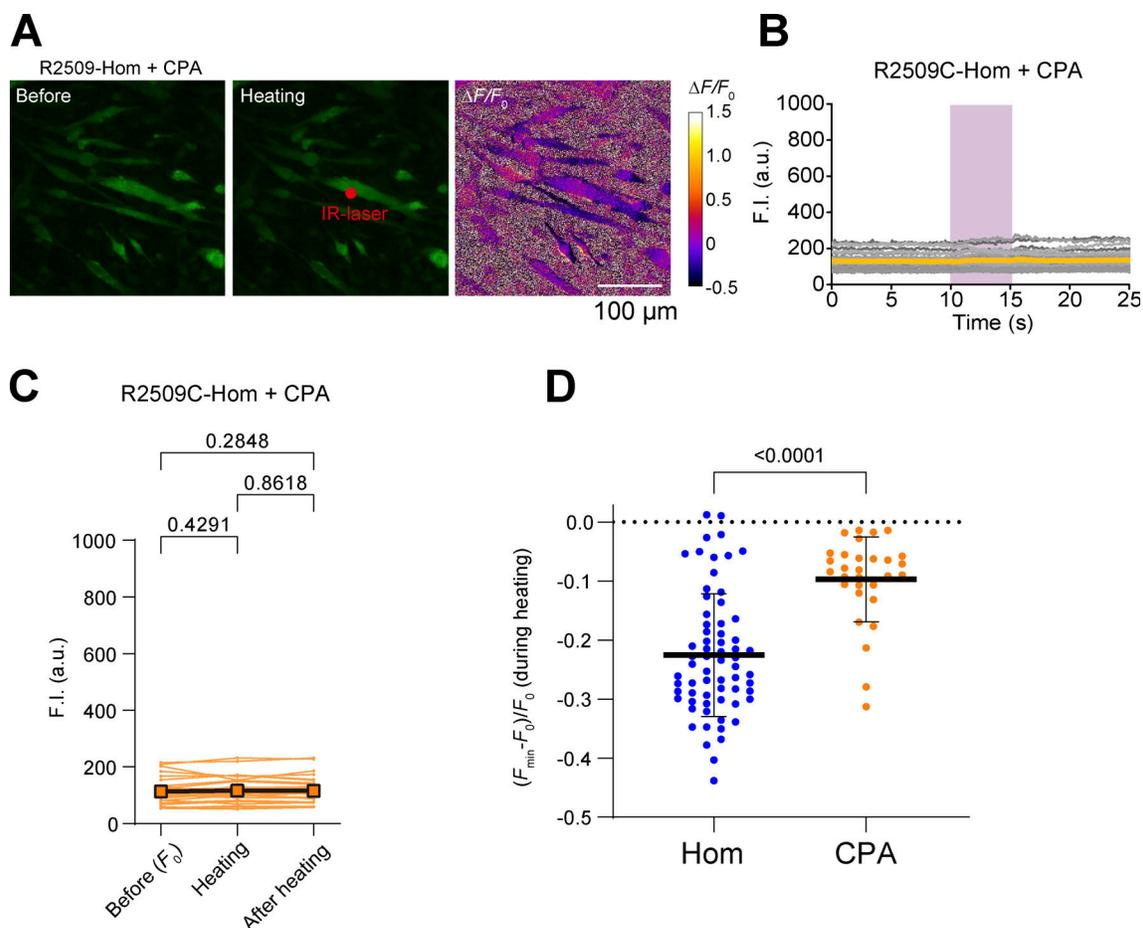 A
R2509-Hom + CPA
Before
Heating
IR-laser
ΔF/F0
100 µm
ΔF/F0
1.5
1.0
0.5
0
-0.5
B
R2509C-Hom + CPA
F.I. (a.u.)
1000
800
600
400
200
0
0 5 10 15 20 25
Time (s)
C
R2509C-Hom + CPA
0.2848
0.8618
0.4291
F.I. (a.u.)
1000
800
600
400
200
0
Before (F0)
Heating
After heating
D
<0.0001
(Fmin-F0)/F0 (during heating)
0.0
-0.1
-0.2
-0.3
-0.4
-0.5
Hom CPA